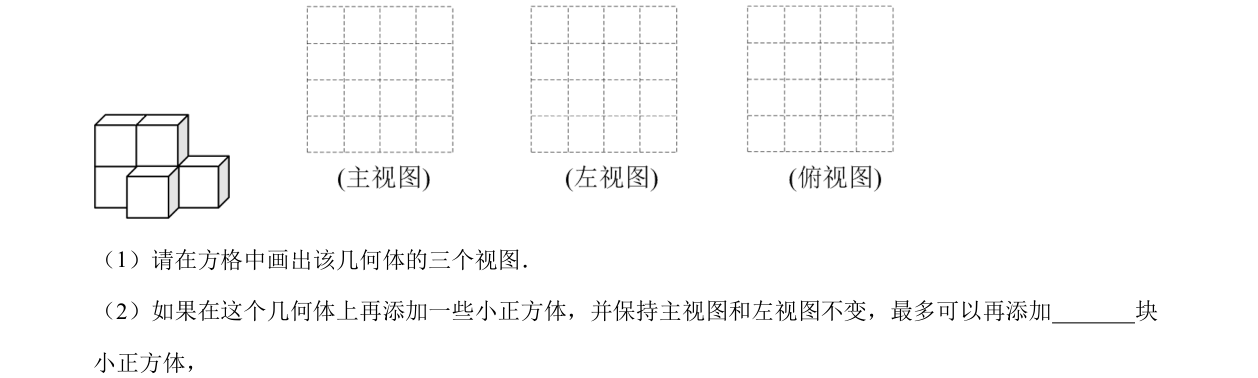 (主视图) (左视图) (俯视图)
（1）请在方格中画出该几何体的三个视图．
（2）如果在这个几何体上再添加一些小正方体，并保持主视图和左视图不变，最多可以再添加________块
小正方体，